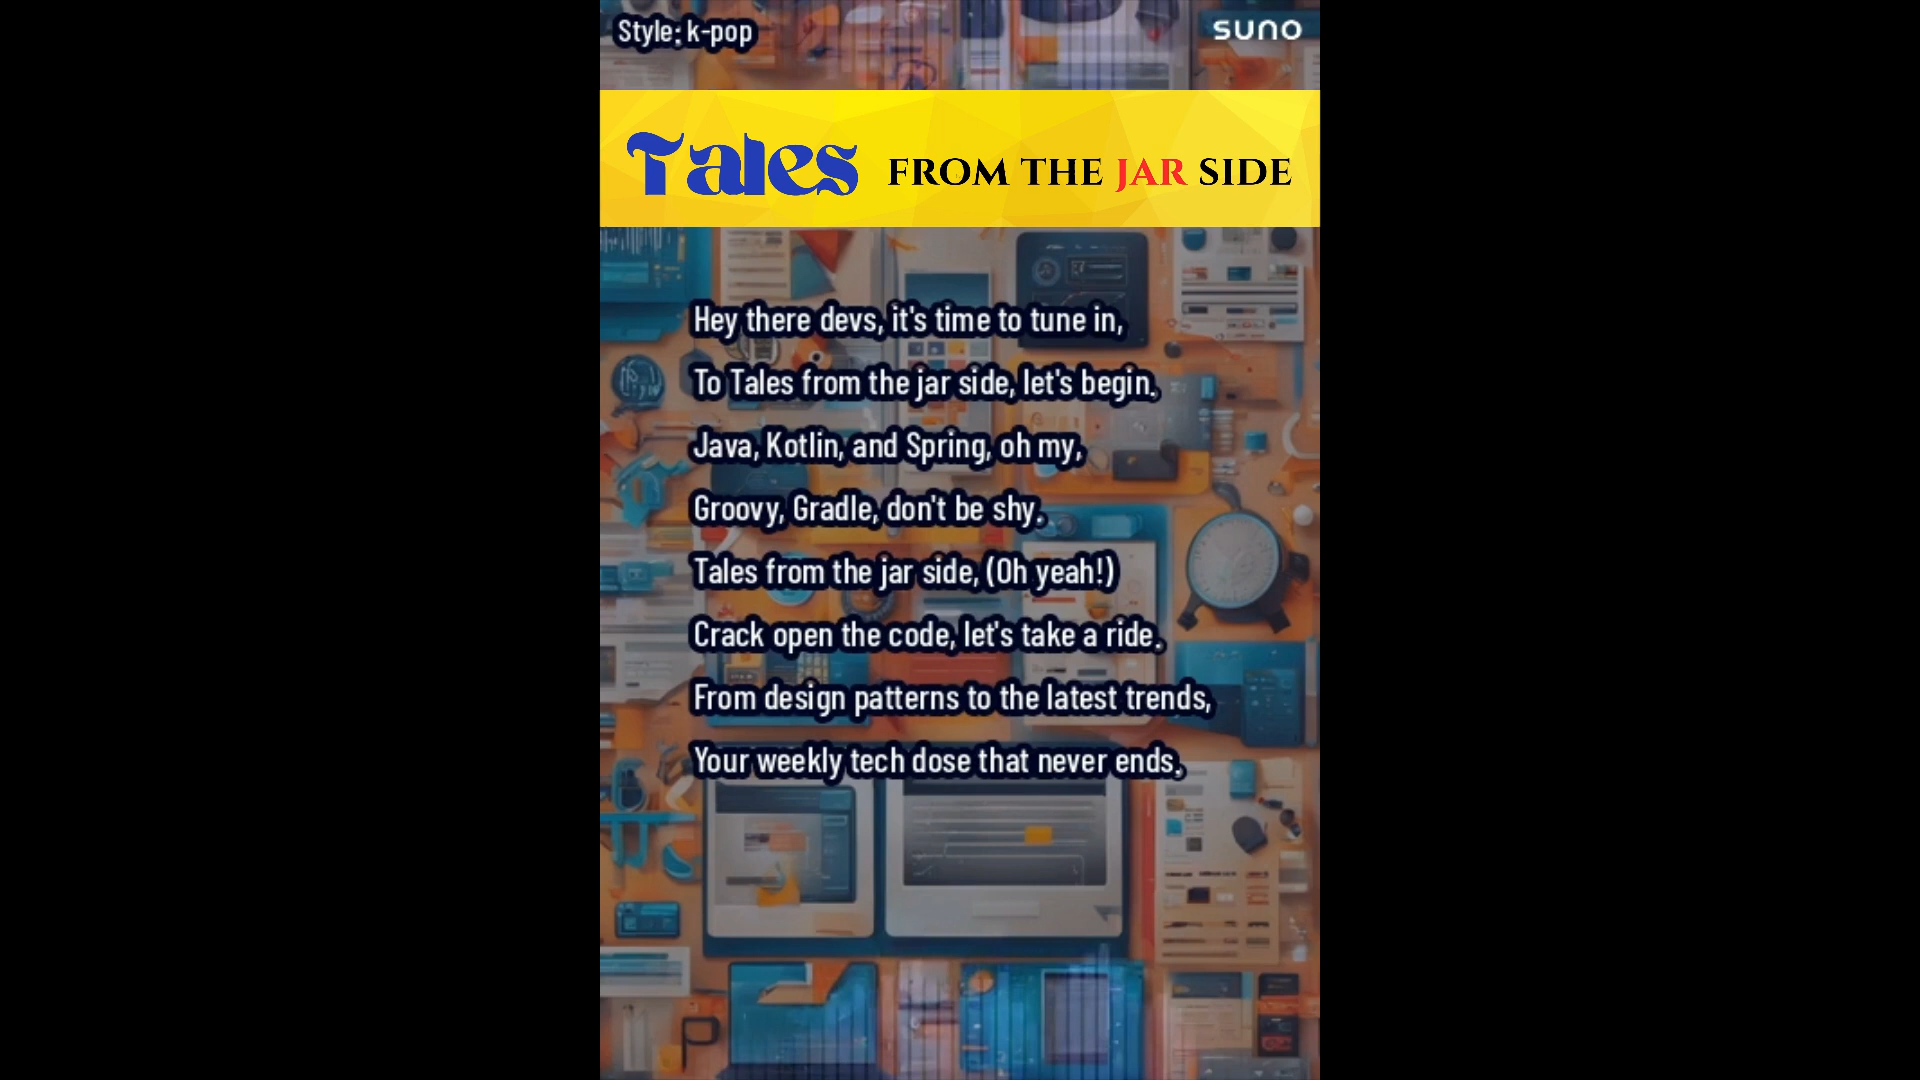 Style: k-pop
SUNO
Tales FROM THE JAR SIDE
Hey there devs, it's time to tune in,
To Tales from the jar side, let's begin.
Java, Kotlin, and Spring, oh my,
Groovy, Gradle, don't be shy.
Tales from the jar side, (Oh yeah!)
Crack open the code, let's take a ride.
From design patterns to the latest trends,
Your weekly tech dose that never ends.